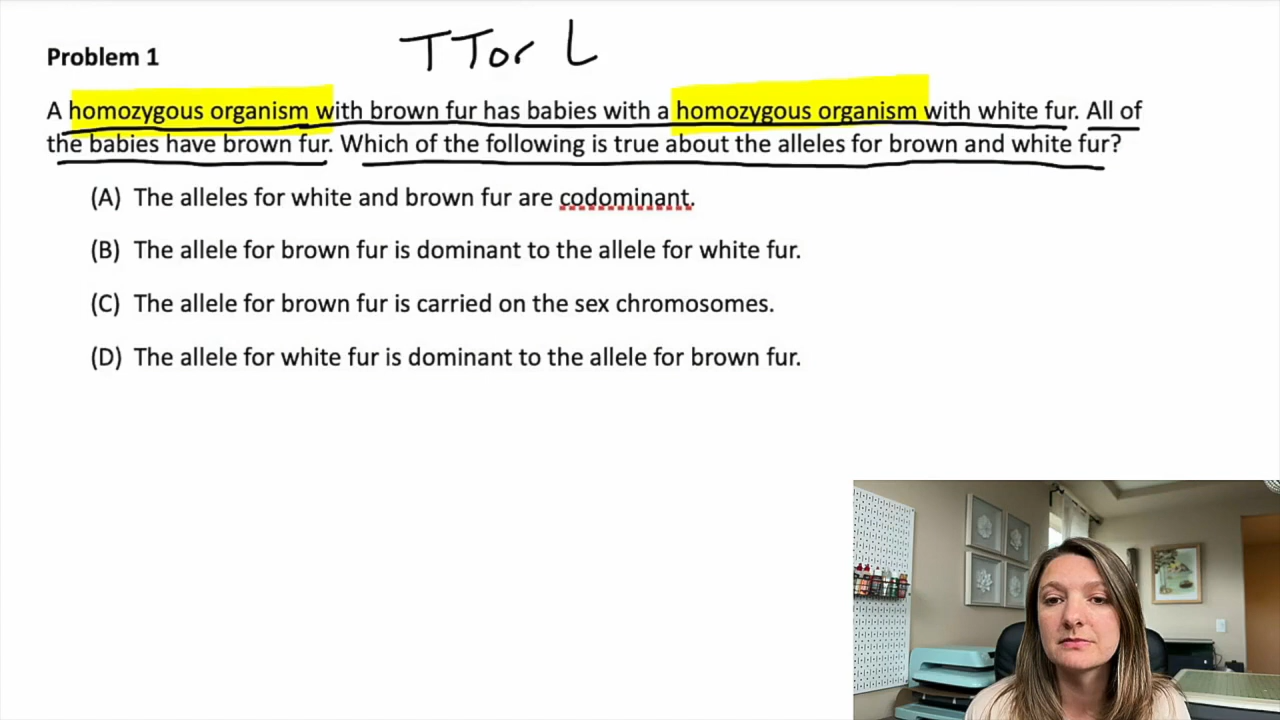 Problem 1
TT or L
A homozygous organism with brown fur has babies with a homozygous organism with white fur. All of
the babies have brown fur. Which of the following is true about the alleles for brown and white fur?
(A) The alleles for white and brown fur are codominant.
(B) The allele for brown fur is dominant to the allele for white fur.
(C) The allele for brown fur is carried on the sex chromosomes.
(D) The allele for white fur is dominant to the allele for brown fur.